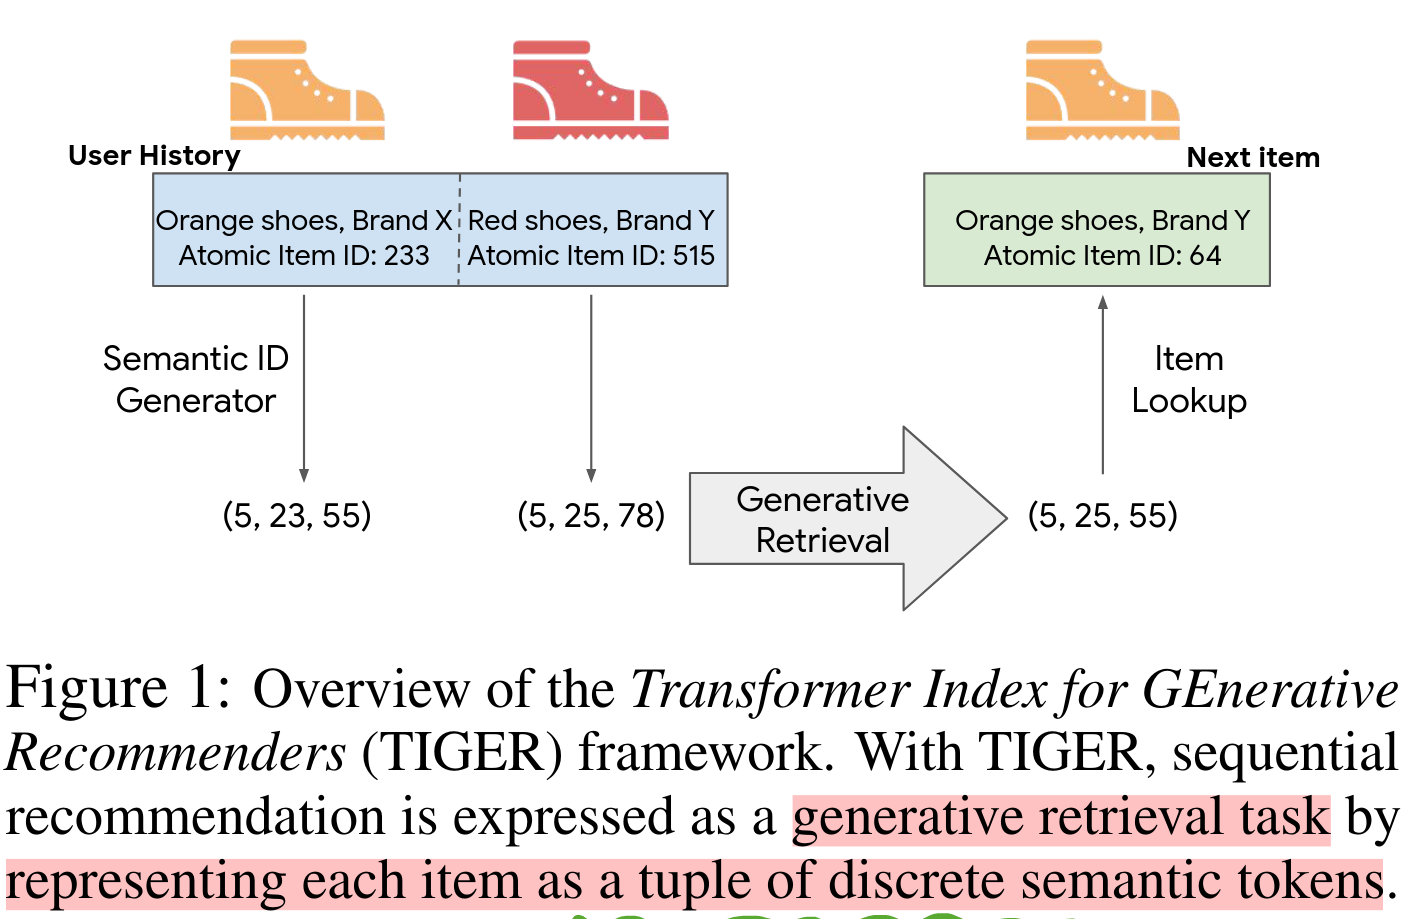 User History
Next item
Orange shoes, Brand X
Atomic Item ID: 233
Red shoes, Brand Y
Atomic Item ID: 515
Orange shoes, Brand Y
Atomic Item ID: 64
Semantic ID
Generator
Item
Lookup
(5, 23, 55)
(5, 25, 78)
Generative
Retrieval
(5, 25, 55)
Figure 1: Overview of the Transformer Index for GEnerative
Recommenders (TIGER) framework. With TIGER, sequential
recommendation is expressed as a generative retrieval task by
representing each item as a tuple of discrete semantic tokens.